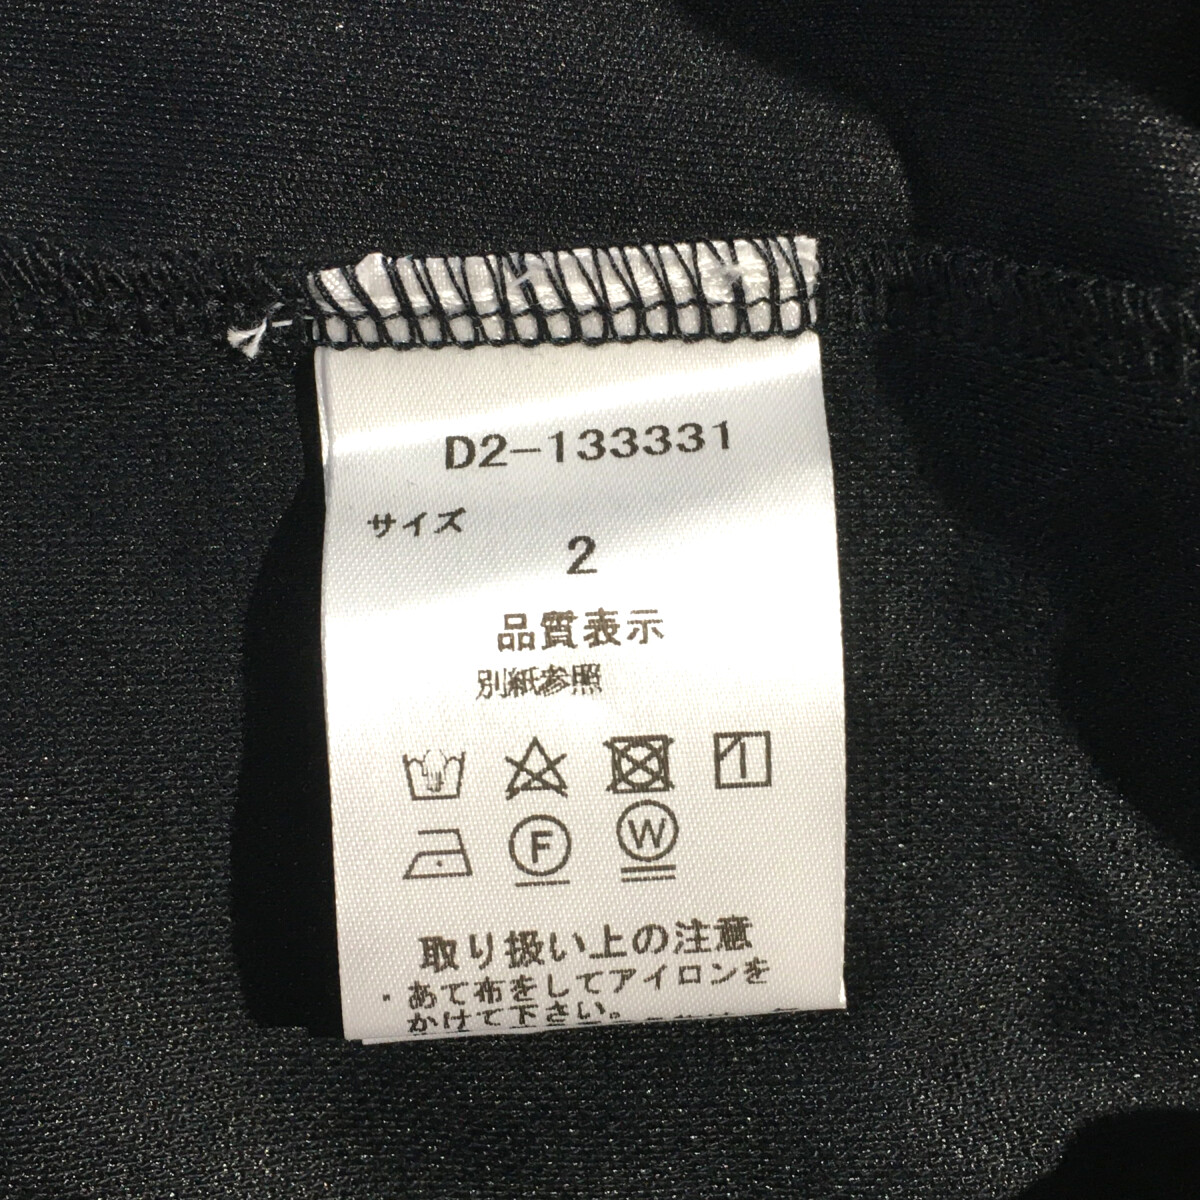 D2-133331
サイズ
2
品質表示
別紙参照
F W
取り扱い上の注意
・あて布をしてアイロンを
かけて下さい。